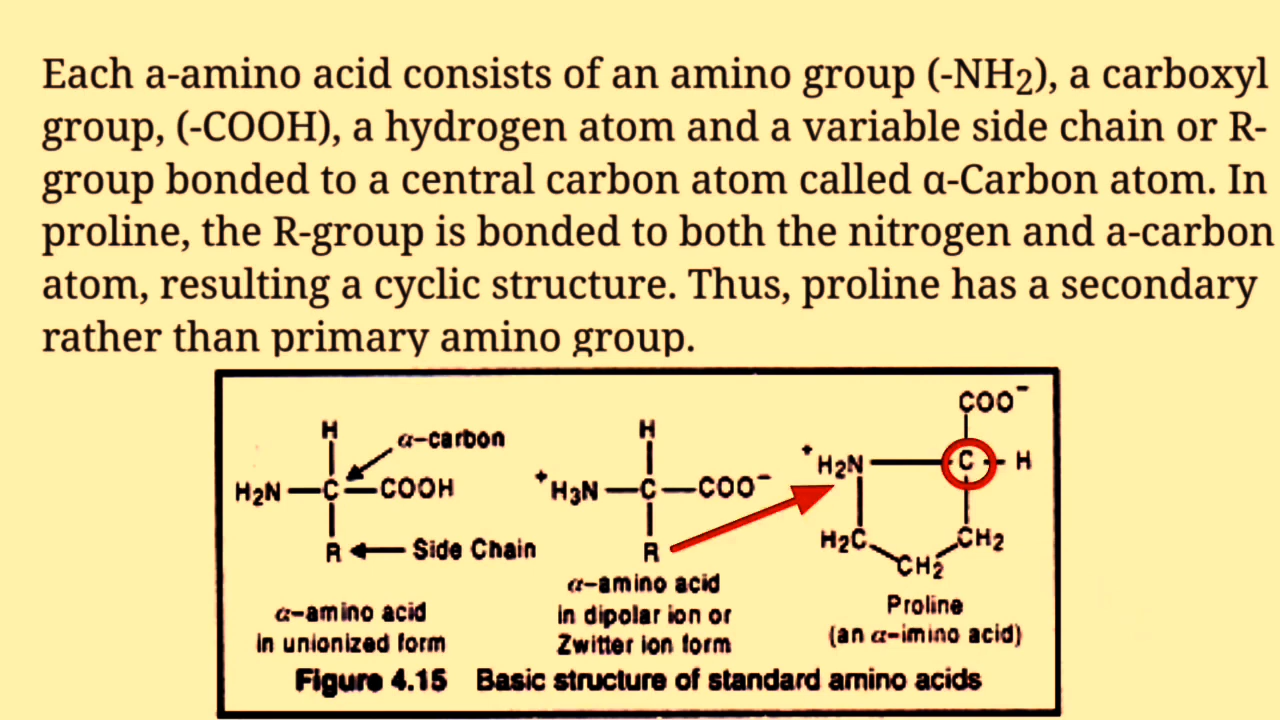 Each a-amino acid consists of an amino group (-NH₂), a carboxyl
group, (-COOH), a hydrogen atom and a variable side chain or R-
group bonded to a central carbon atom called α-Carbon atom. In
proline, the R-group is bonded to both the nitrogen and a-carbon
atom, resulting a cyclic structure. Thus, proline has a secondary
rather than primary amino group.
H
α-carbon
H₂N—C—COOH
R
Side Chain
α-amino acid
in unionized form
H
⁺H₃N—C—COO⁻
R
α-amino acid
in dipolar ion or
Zwitter ion form
COO⁻
⁺H₂N—C—H
H₂C
CH₂
CH₂
Proline
(an α-imino acid)
Figure 4.15 Basic structure of standard amino acids